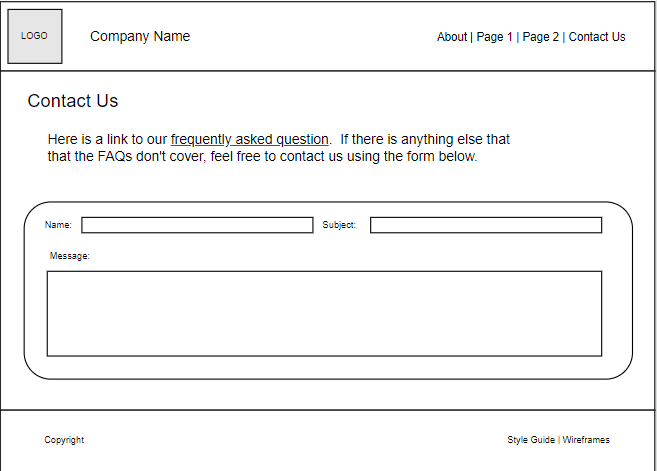 LOGO
Company Name
About | Page 1 | Page 2 | Contact Us
Contact Us
Here is a link to our frequently asked question.  If there is anything else that
that the FAQs don't cover, feel free to contact us using the form below.
Name:
Subject:
Message:
Copyright
Style Guide | Wireframes